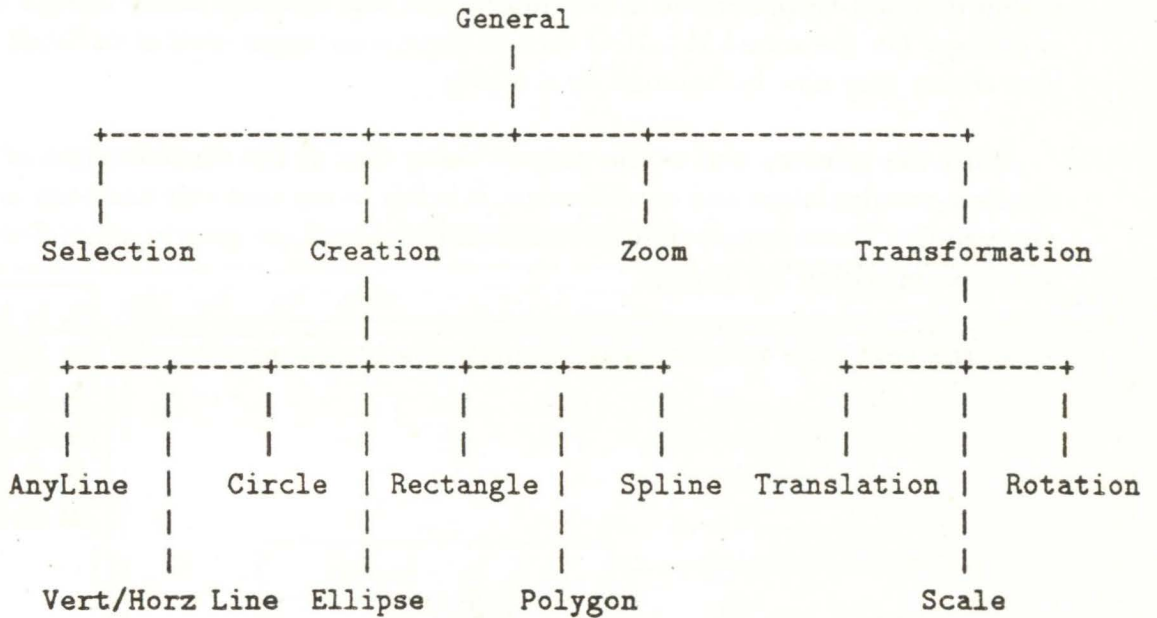 General
Selection Creation Zoom Transformation
AnyLine Circle Rectangle Spline Translation Rotation
Vert/Horz Line Ellipse Polygon Scale